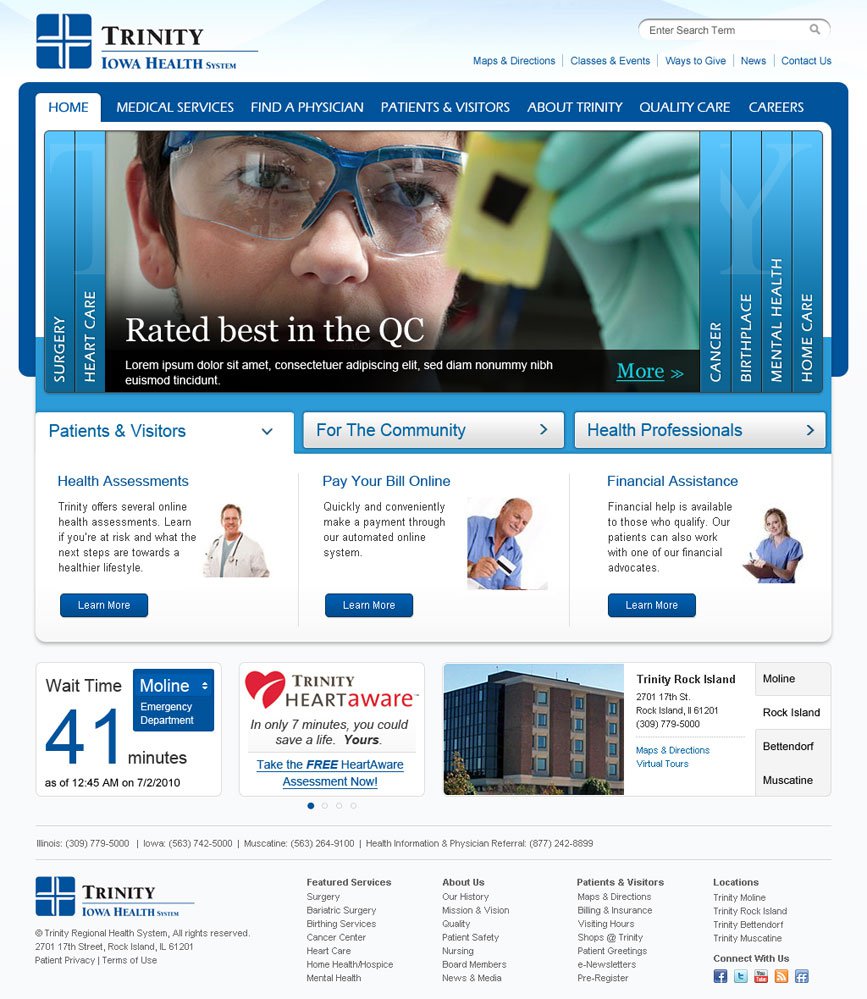 TRINITY
IOWA HEALTH SYSTEM
Enter Search Term
Maps & Directions
Classes & Events
Ways to Give
News
Contact Us
HOME
MEDICAL SERVICES
FIND A PHYSICIAN
PATIENTS & VISITORS
ABOUT TRINITY
QUALITY CARE
CAREERS
SURGERY
HEART CARE
Rated best in the QC
Lorem ipsum dolor sit amet, consectetuer adipiscing elit, sed diam nonummy nibh
euismod tincidunt.
More »
CANCER
BIRTHPLACE
MENTAL HEALTH
HOME CARE
Patients & Visitors
For The Community
Health Professionals
Health Assessments
Trinity offers several online
health assessments. Learn
if you're at risk and what the
next steps are towards a
healthier lifestyle.
Learn More
Pay Your Bill Online
Quickly and conveniently
make a payment through
our automated online
system.
Learn More
Financial Assistance
Financial help is available
to those who qualify. Our
patients can also work
with one of our financial
advocates.
Learn More
Wait Time
Moline
Emergency
Department
41 minutes
as of 12:45 AM on 7/2/2010
TRINITY
HEARTaware™
In only 7 minutes, you could
save a life. Yours.
Take the FREE HeartAware
Assessment Now!
Trinity Rock Island
2701 17th St.
Rock Island, Il 61201
(309) 779-5000
Maps & Directions
Virtual Tours
Moline
Rock Island
Bettendorf
Muscatine
Illinois: (309) 779-5000 | Iowa: (563) 742-5000 | Muscatine: (563) 264-9100 | Health Information & Physician Referral: (877) 242-8899
TRINITY
IOWA HEALTH SYSTEM
© Trinity Regional Health System, All rights reserved.
2701 17th Street, Rock Island, IL 61201
Patient Privacy | Terms of Use
Featured Services
Surgery
Bariatric Surgery
Birthing Services
Cancer Center
Heart Care
Home Health/Hospice
Mental Health
About Us
Our History
Mission & Vision
Quality
Patient Safety
Nursing
Board Members
News & Media
Patients & Visitors
Maps & Directions
Billing & Insurance
Visiting Hours
Shops @ Trinity
Patient Greetings
e-Newsletters
Pre-Register
Locations
Trinity Moline
Trinity Rock Island
Trinity Bettendorf
Trinity Muscatine
Connect With Us